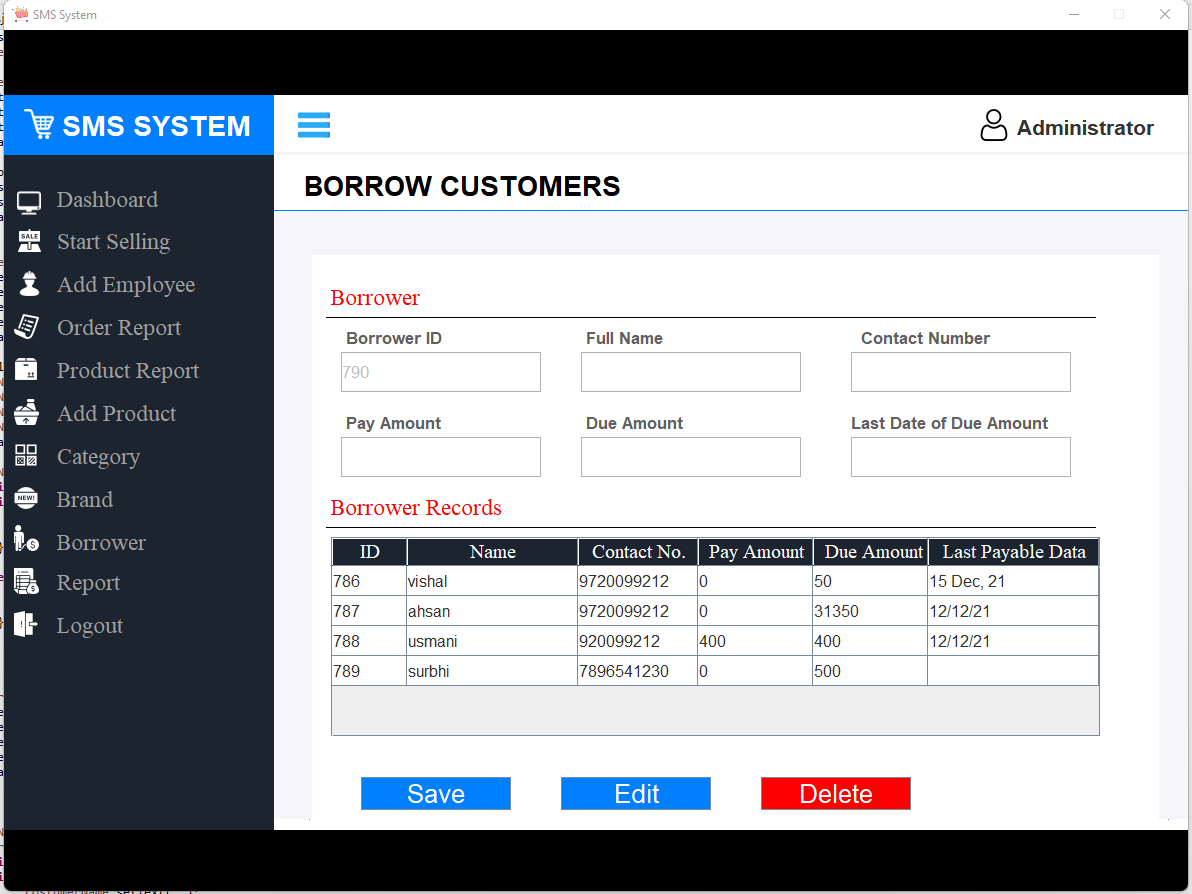 SMS System
SMS SYSTEM
Administrator
BORROW CUSTOMERS
Dashboard
Start Selling
Add Employee
Order Report
Product Report
Add Product
Category
Brand
Borrower
Report
Logout
SALE
NEW!
Borrower
Borrower ID Full Name Contact Number
790
Pay Amount Due Amount Last Date of Due Amount
Borrower Records
ID Name Contact No. Pay Amount Due Amount Last Payable Data
786 vishal 9720099212 0 50 15 Dec, 21
787 ahsan 9720099212 0 31350 12/12/21
788 usmani 920099212 400 400 12/12/21
789 surbhi 7896541230 0 500
Save Edit Delete